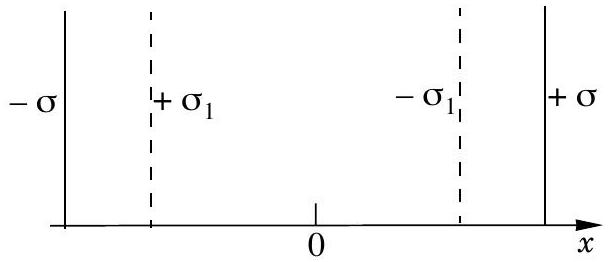 − σ + σ₁ − σ₁ + σ
0 x